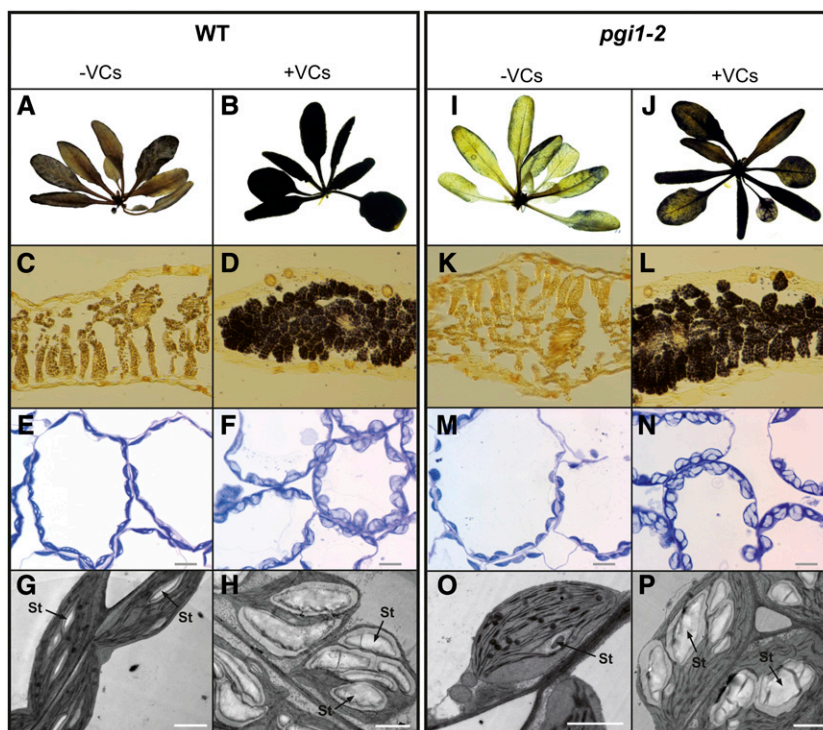 WT pgi1-2
-VCs +VCs -VCs +VCs
A B I J
C D K L
E F M N
G St St H St St O St P St St